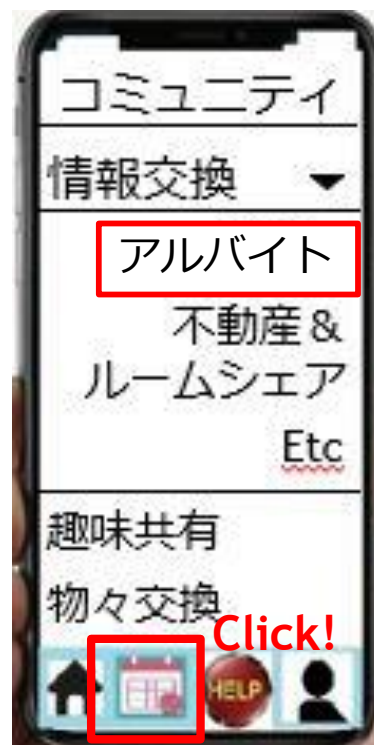 コミュニティ
情報交換
アルバイト
不動産&
ルームシェア
Etc
趣味共有
物々交換
Click!
HELP